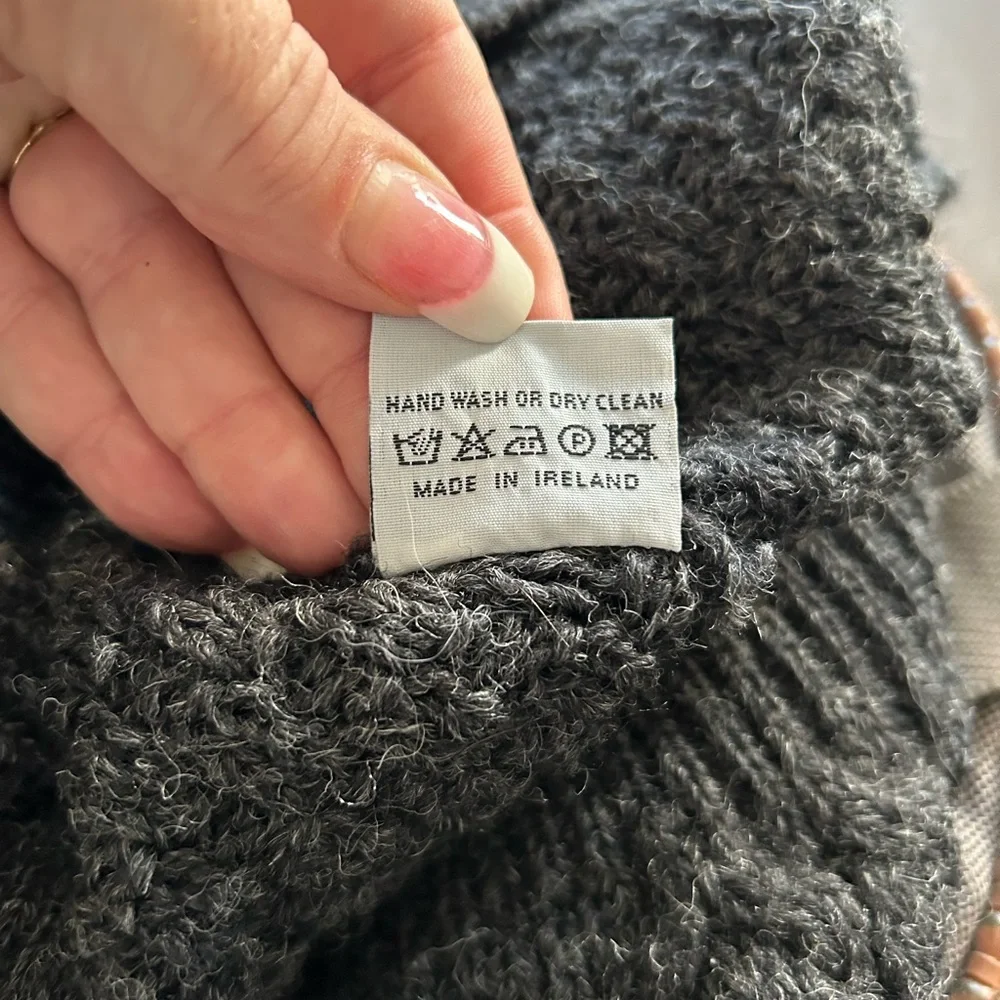 HAND WASH OR DRY CLEAN
P
MADE IN IRELAND